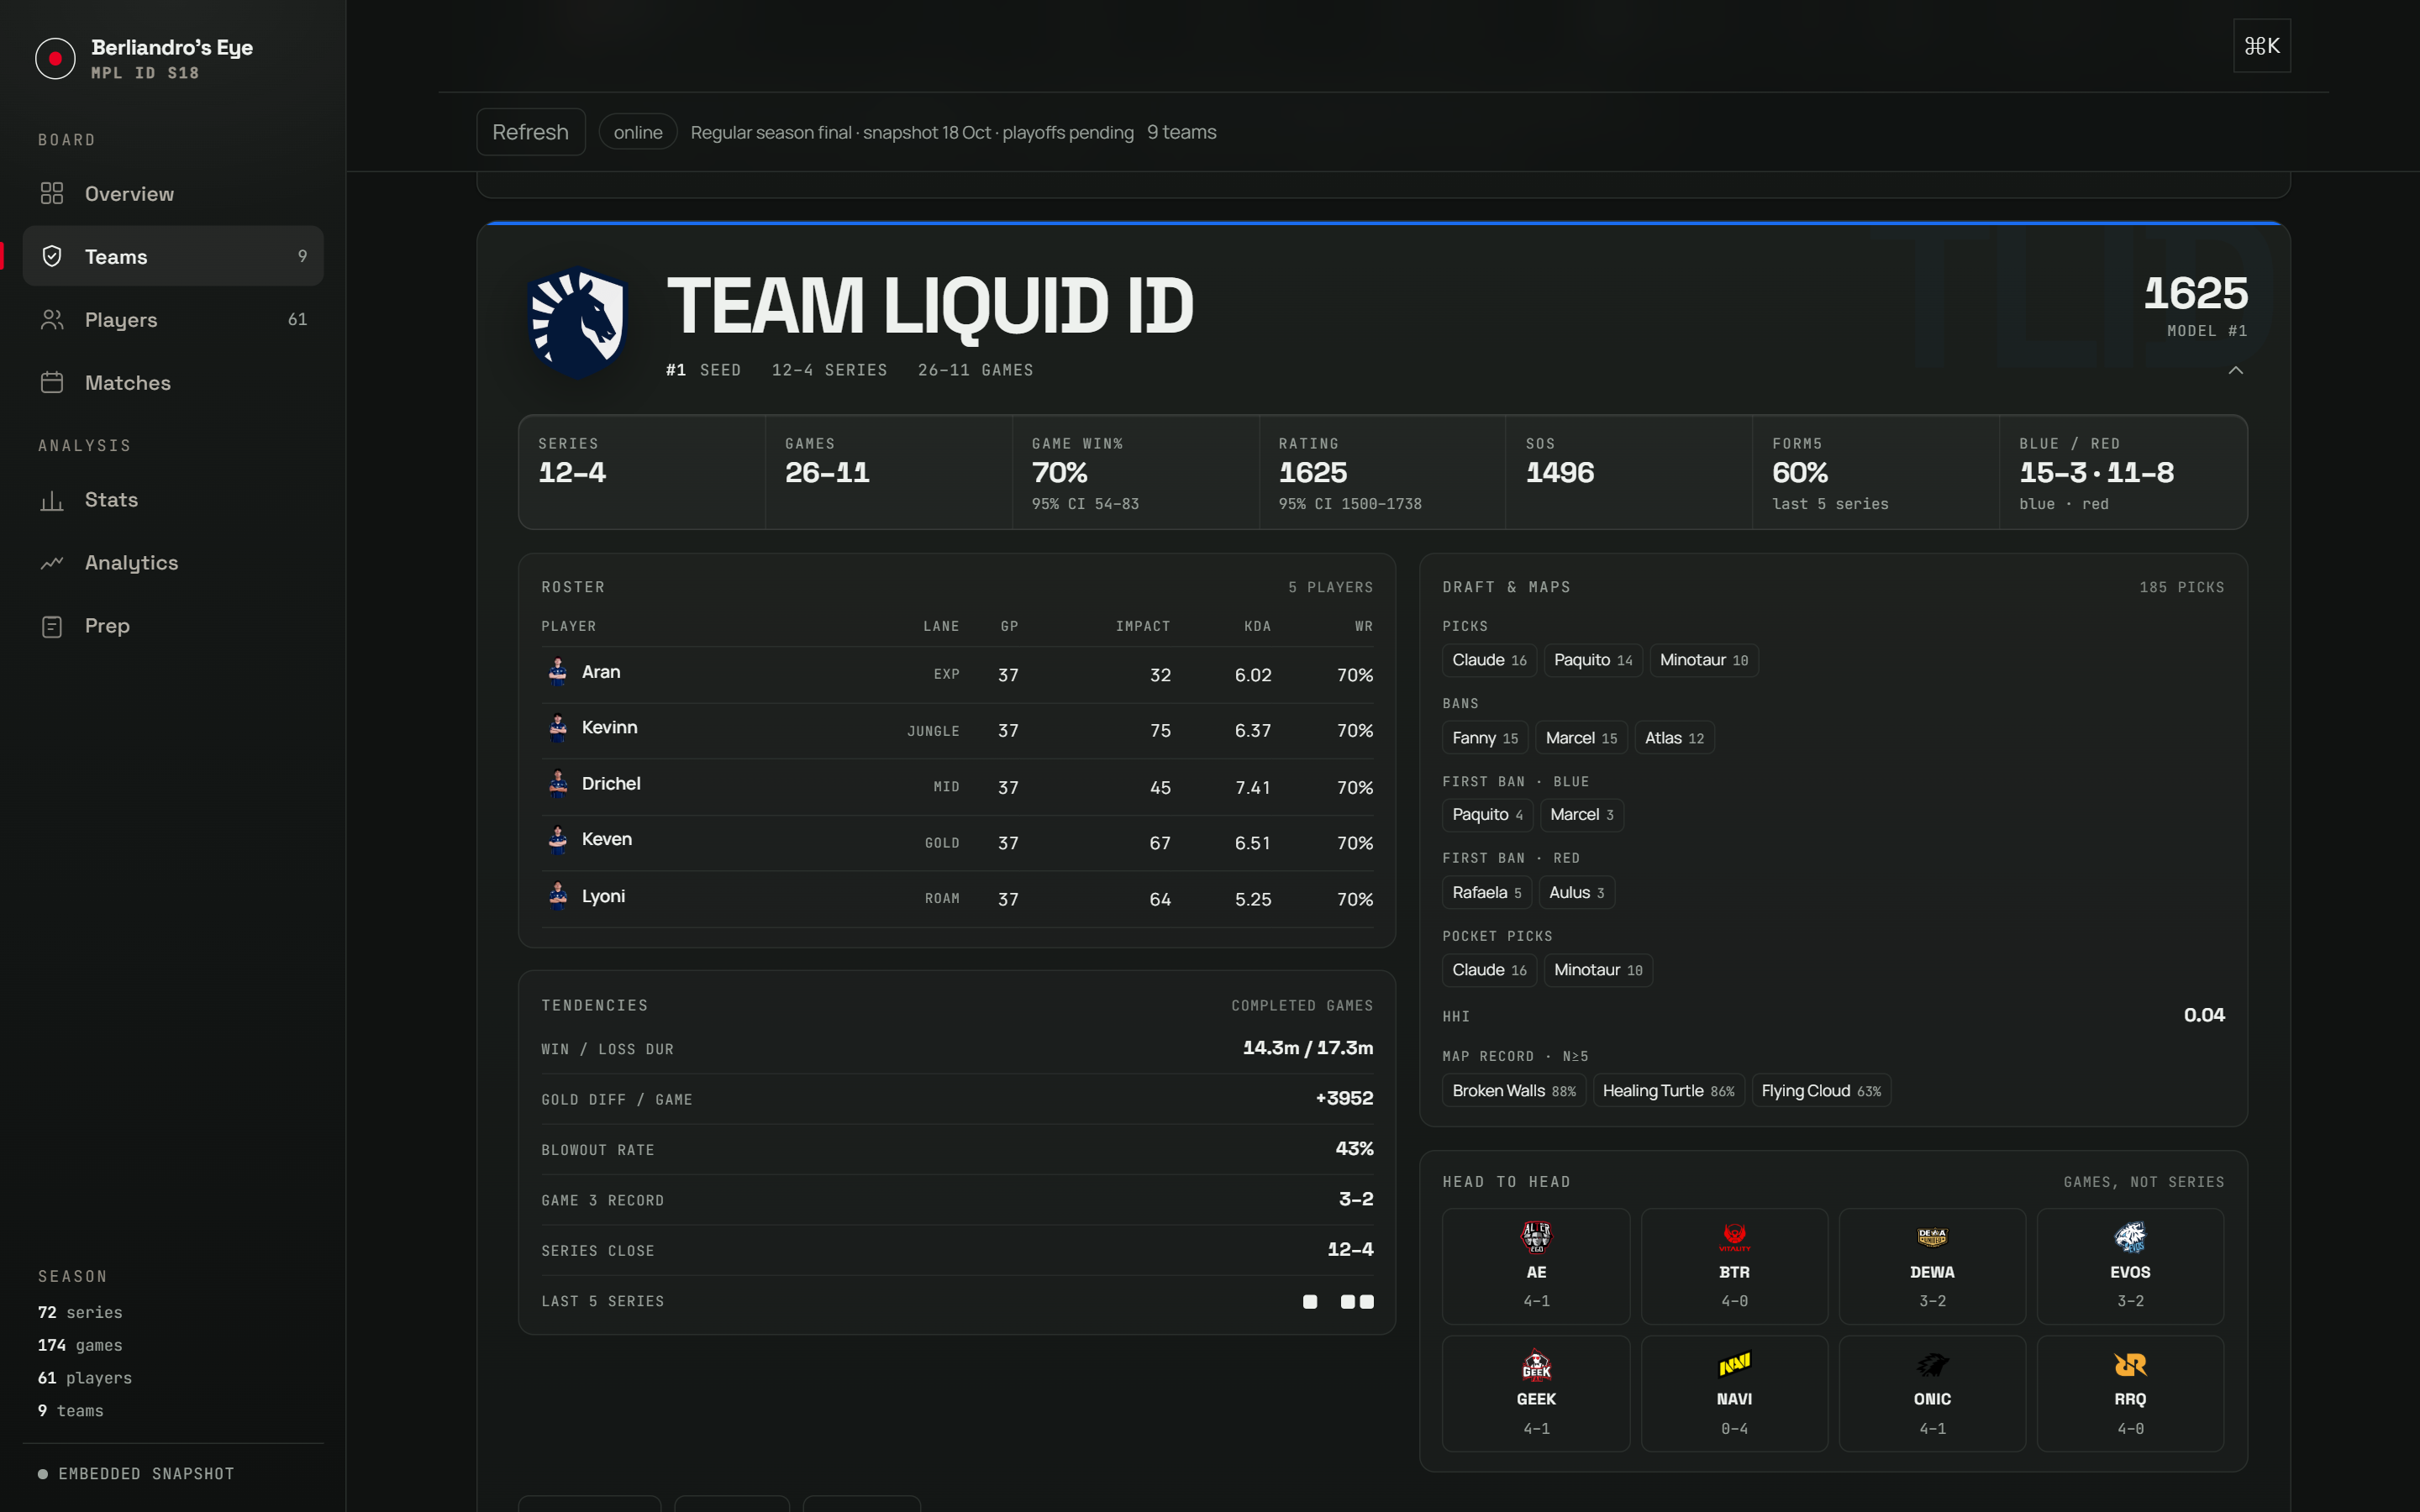 Berliandro's Eye
MPL ID S18
BOARD
Overview
Teams 9
Players 61
Matches
ANALYSIS
Stats
Analytics
Prep
SEASON
72 series
174 games
61 players
9 teams
EMBEDDED SNAPSHOT
⌘K
Refresh online Regular season final · snapshot 18 Oct · playoffs pending 9 teams
TLID
TEAM LIQUID ID
#1 SEED 12–4 SERIES 26–11 GAMES
1625
MODEL #1
SERIES
12–4
GAMES
26–11
GAME WIN%
70%
95% CI 54–83
RATING
1625
95% CI 1500–1738
SOS
1496
FORM5
60%
last 5 series
BLUE / RED
15–3 · 11–8
blue · red
ROSTER 5 PLAYERS
PLAYER LANE GP IMPACT KDA WR
Aran EXP 37 32 6.02 70%
Kevinn JUNGLE 37 75 6.37 70%
Drichel MID 37 45 7.41 70%
Keven GOLD 37 67 6.51 70%
Lyoni ROAM 37 64 5.25 70%
TENDENCIES COMPLETED GAMES
WIN / LOSS DUR 14.3m / 17.3m
GOLD DIFF / GAME +3952
BLOWOUT RATE 43%
GAME 3 RECORD 3–2
SERIES CLOSE 12–4
LAST 5 SERIES
DRAFT & MAPS 185 PICKS
PICKS
Claude 16 Paquito 14 Minotaur 10
BANS
Fanny 15 Marcel 15 Atlas 12
FIRST BAN · BLUE
Paquito 4 Marcel 3
FIRST BAN · RED
Rafaela 5 Aulus 3
POCKET PICKS
Claude 16 Minotaur 10
HHI 0.04
MAP RECORD · N≥5
Broken Walls 88% Healing Turtle 86% Flying Cloud 63%
HEAD TO HEAD GAMES, NOT SERIES
ALTER EGO
VITALITY
DEWA
EVOS
AE BTR DEWA EVOS
4–1 4–0 3–2 3–2
GEEK
NAVI
GEEK NAVI ONIC RRQ
4–1 0–4 4–1 4–0